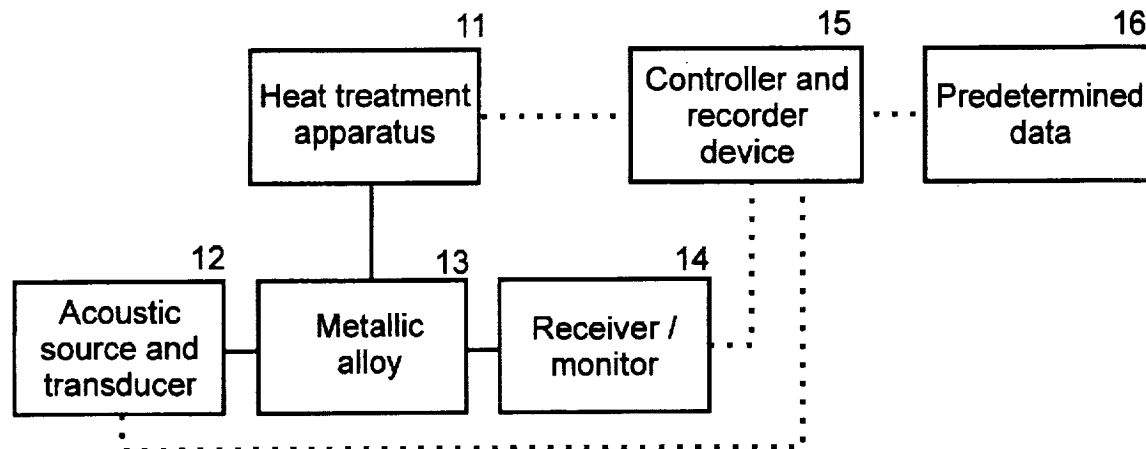 11
Heat treatment
apparatus
15
Controller and
recorder
device
16
Predetermined
data
12
Acoustic
source and
transducer
13
Metallic
alloy
14
Receiver /
monitor